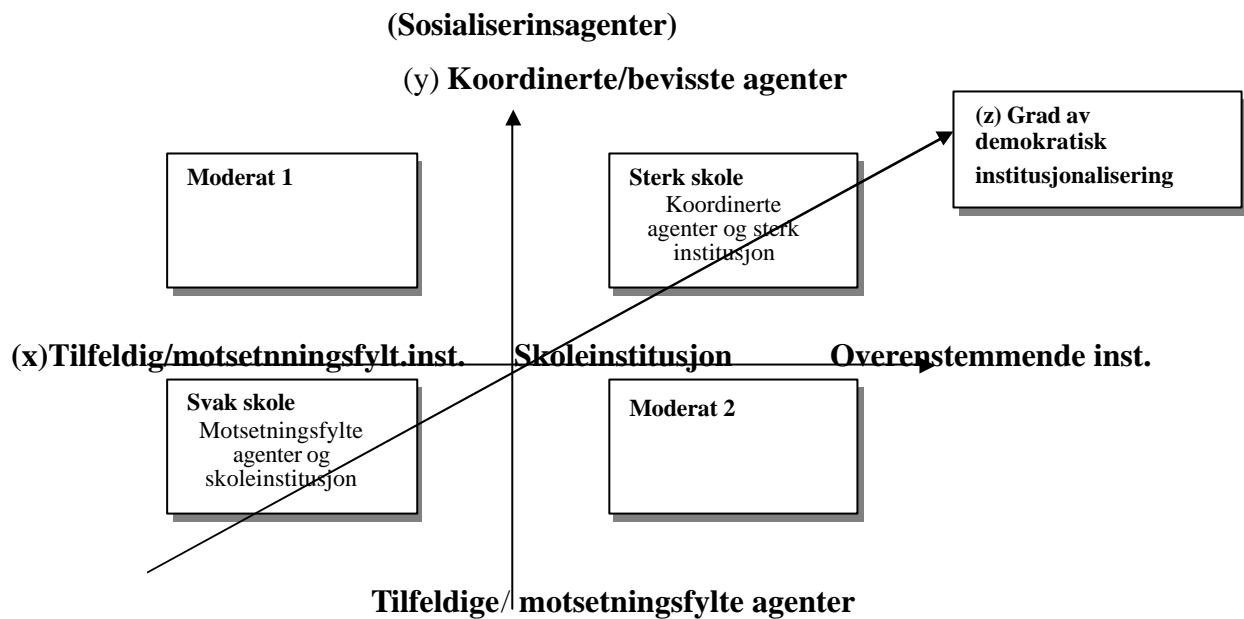 (Sosialiserinsagenter)
(y) Koordinerte/bevisste agenter
(z) Grad av
demokratisk
institusjonalisering
Moderat 1
Sterk skole
Koordinerte
agenter og sterk
institusjon
(x)Tilfeldig/motsetnningsfylt.inst. Skoleinstitusjon Overenstemmende inst.
Svak skole
Motsetningsfylte
agenter og
skoleinstitusjon
Moderat 2
Tilfeldige/ motsetningsfylte agenter